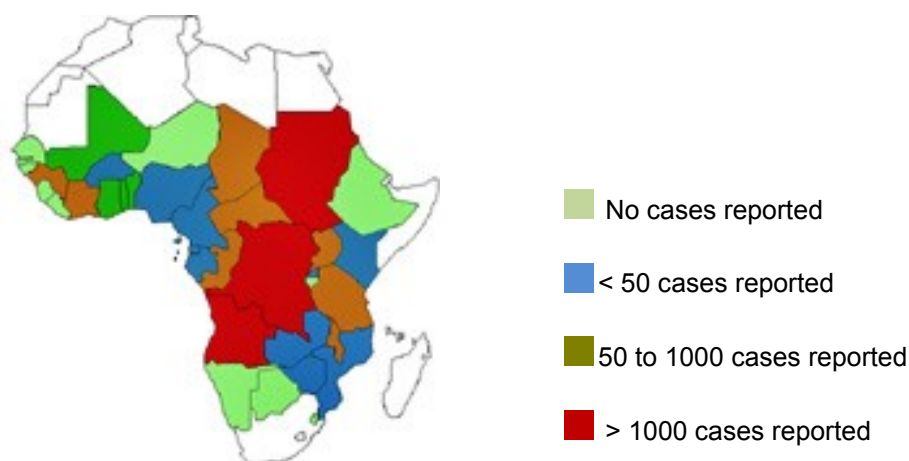 No cases reported
< 50 cases reported
50 to 1000 cases reported
> 1000 cases reported